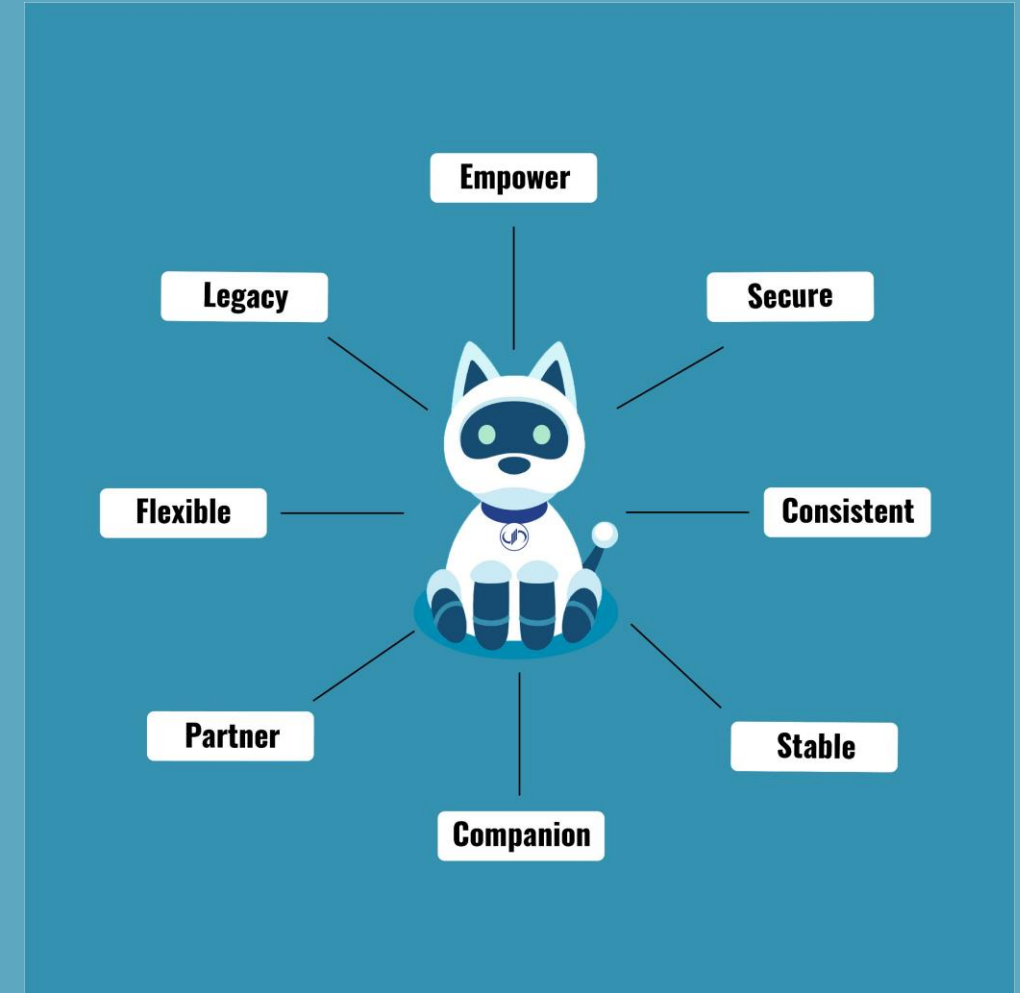 Empower
Legacy
Secure
Flexible
Consistent
Partner
Stable
Companion